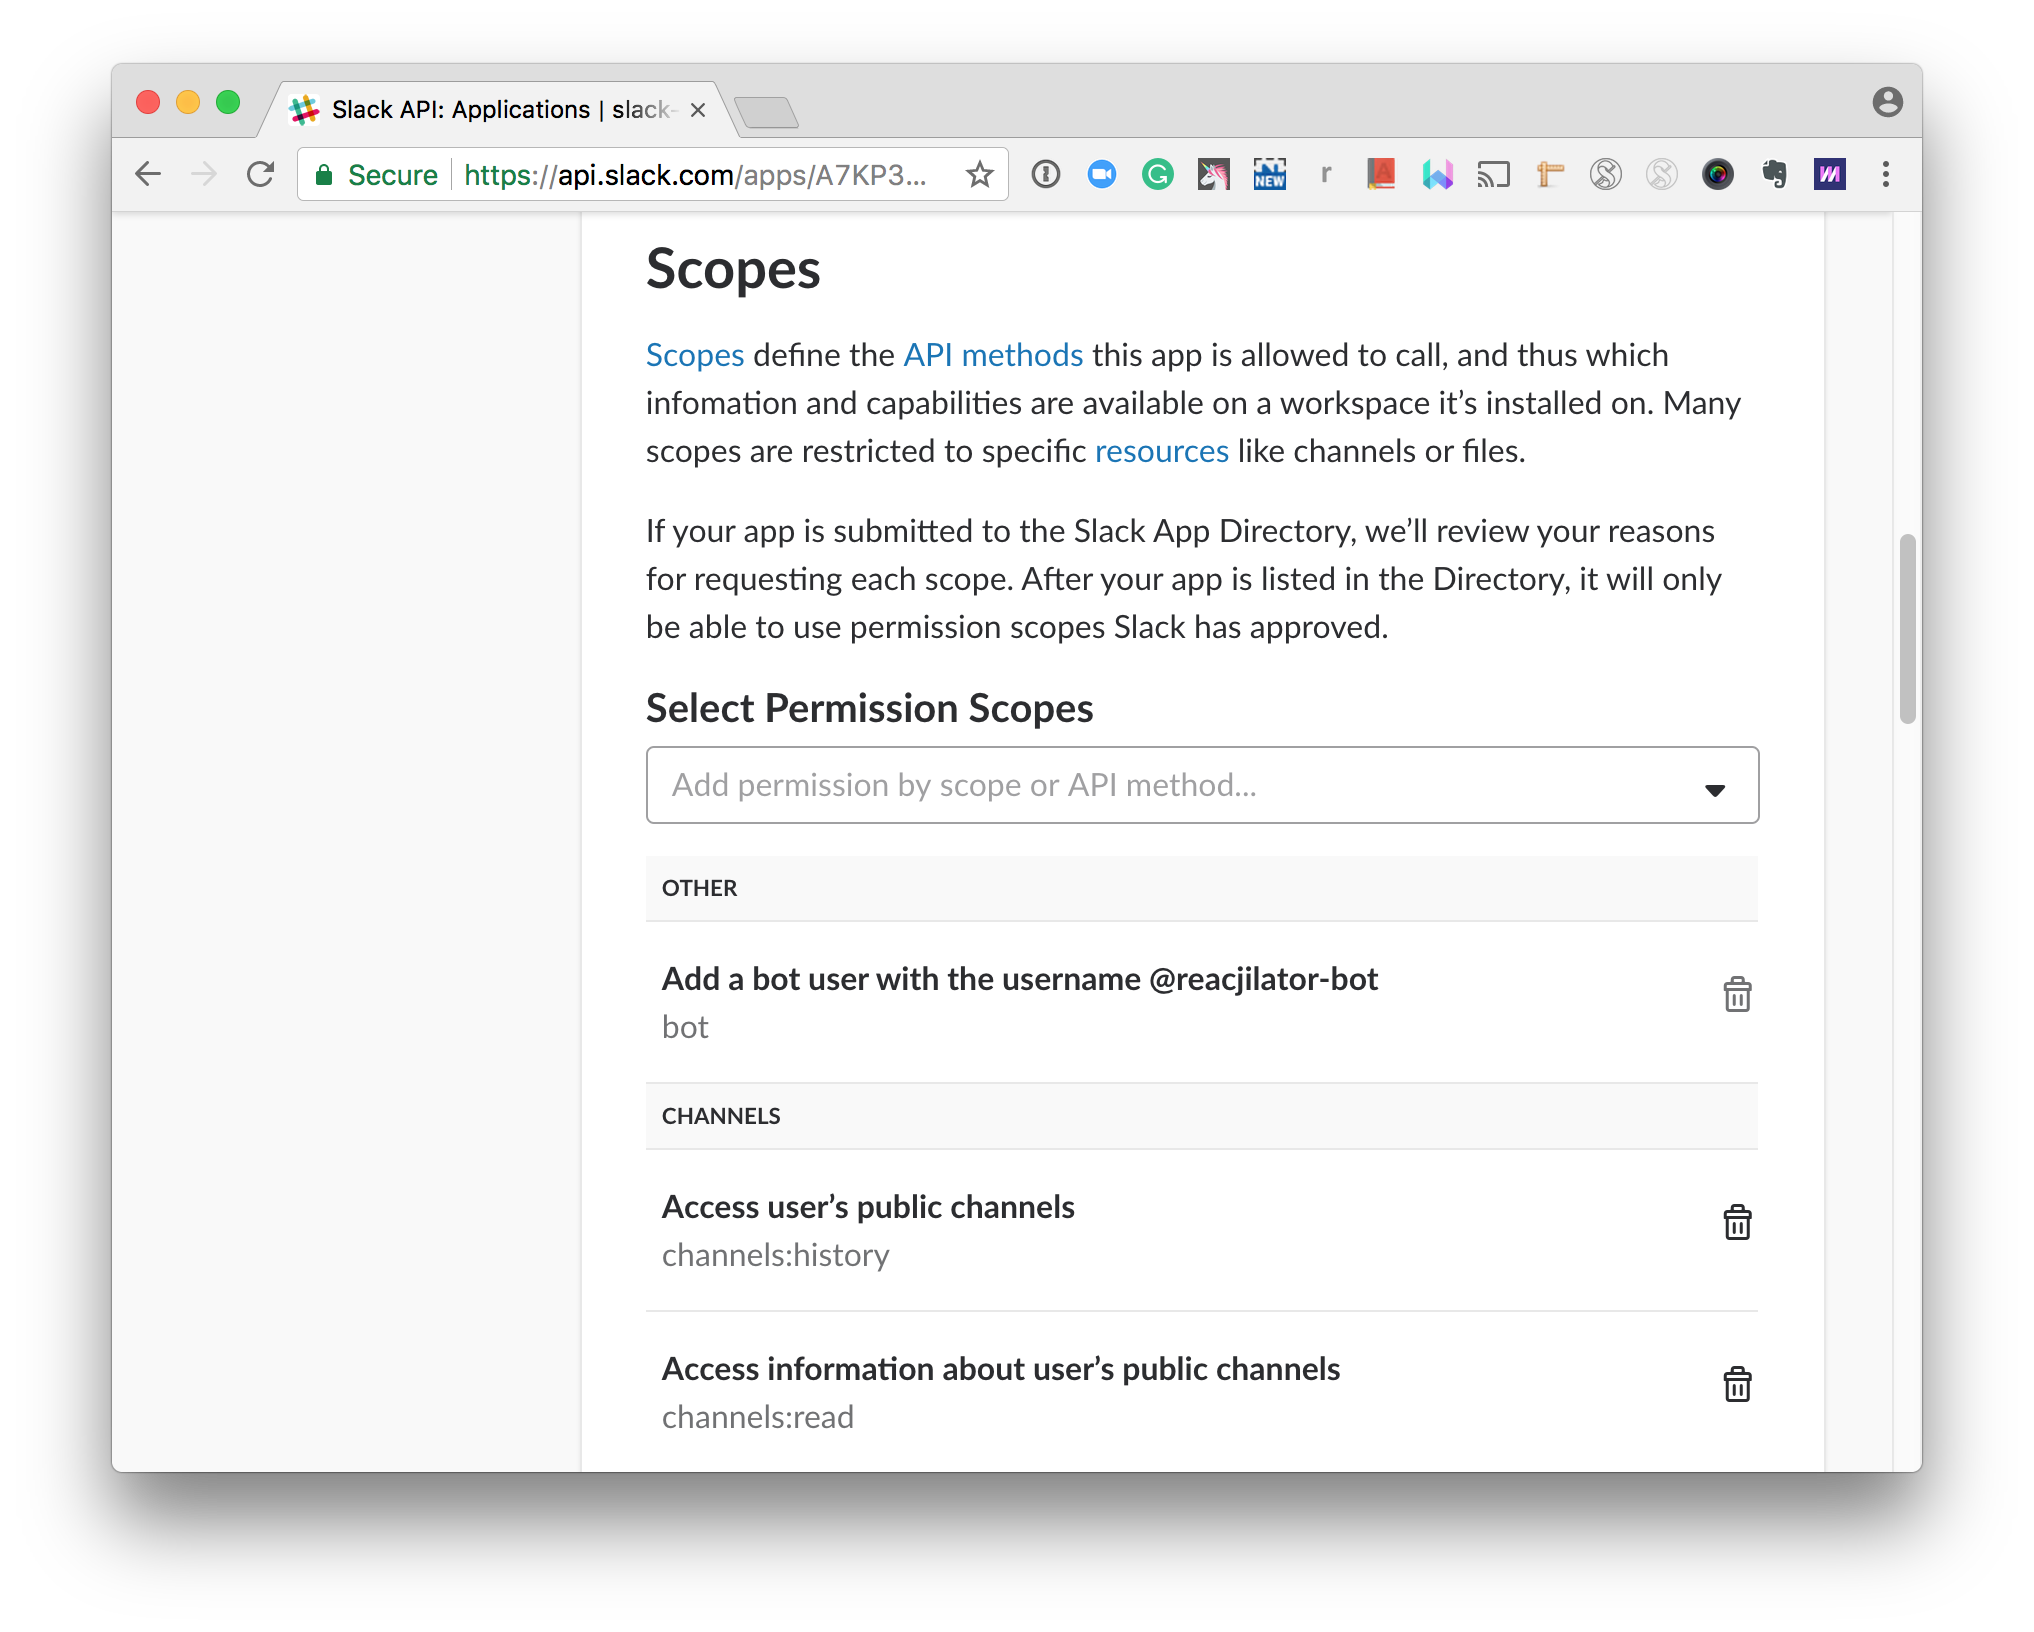 Slack API: Applications | slack-
Secure https://api.slack.com/apps/A7KP3...
NEW
r
Scopes
Scopes define the API methods this app is allowed to call, and thus which
infomation and capabilities are available on a workspace it’s installed on. Many
scopes are restricted to specific resources like channels or files.
If your app is submitted to the Slack App Directory, we’ll review your reasons
for requesting each scope. After your app is listed in the Directory, it will only
be able to use permission scopes Slack has approved.
Select Permission Scopes
Add permission by scope or API method...
OTHER
Add a bot user with the username @reacjilator-bot
bot
CHANNELS
Access user’s public channels
channels:history
Access information about user’s public channels
channels:read